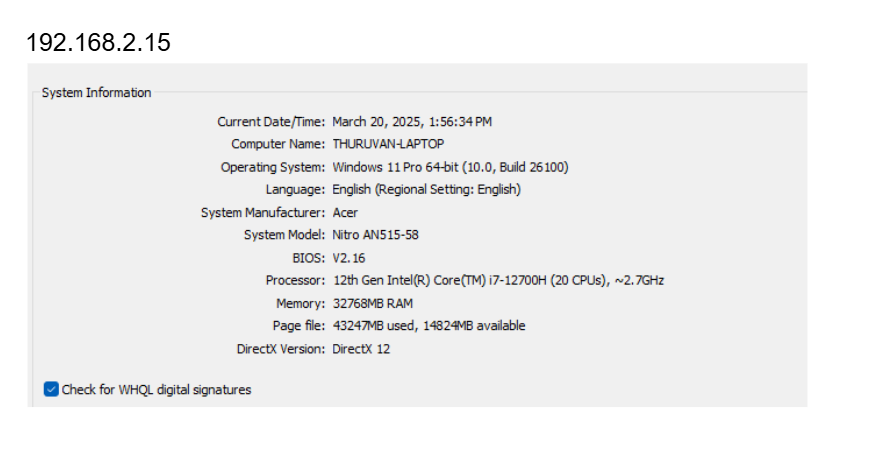 192.168.2.15
System Information
Current Date/Time: March 20, 2025, 1:56:34 PM
Computer Name: THURUVAN-LAPTOP
Operating System: Windows 11 Pro 64-bit (10.0, Build 26100)
Language: English (Regional Setting: English)
System Manufacturer: Acer
System Model: Nitro AN515-58
BIOS: V2.16
Processor: 12th Gen Intel(R) Core(TM) i7-12700H (20 CPUs), ~2.7GHz
Memory: 32768MB RAM
Page file: 43247MB used, 14824MB available
DirectX Version: DirectX 12
Check for WHQL digital signatures